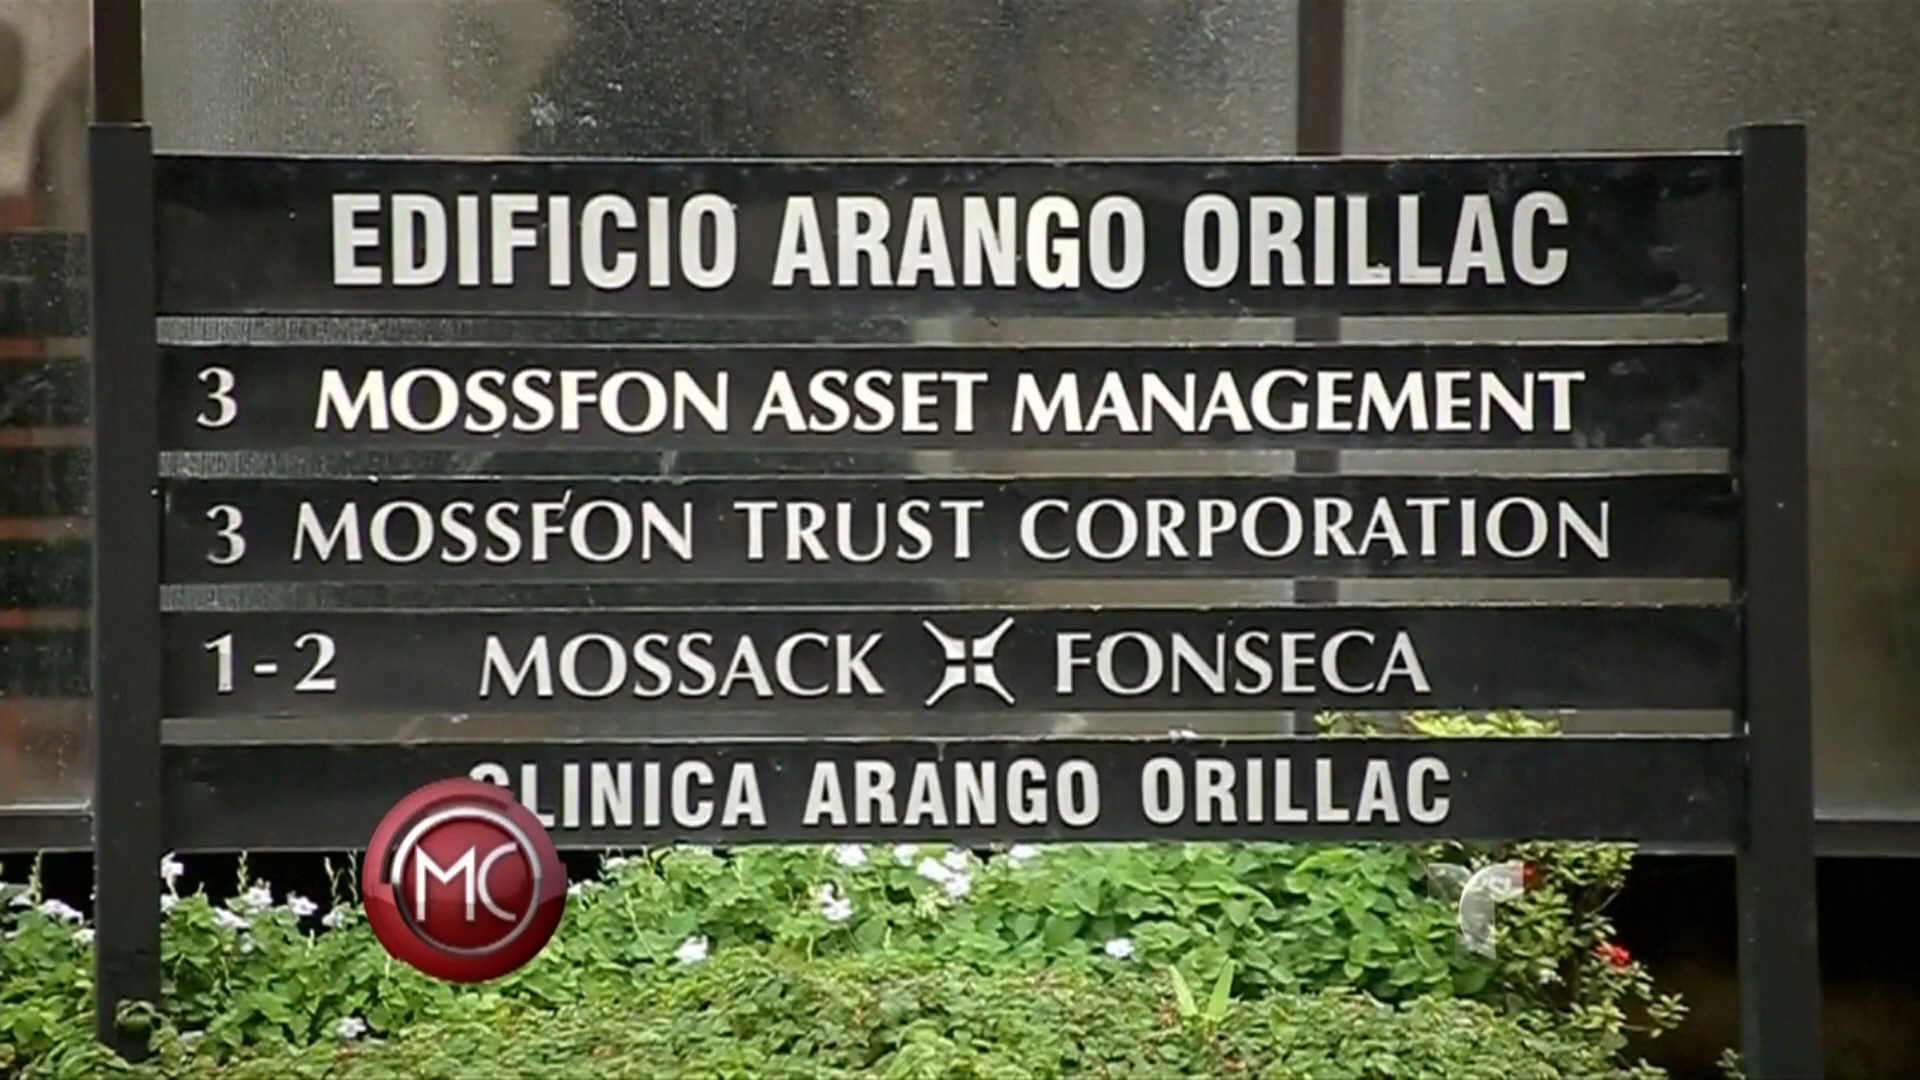 EDIFICIO ARANGO ORILLAC
3 MOSSFON ASSET MANAGEMENT
3 MOSSFON TRUST CORPORATION
1-2 MOSSACK FONSECA
CLINICA ARANGO ORILLAC
MC